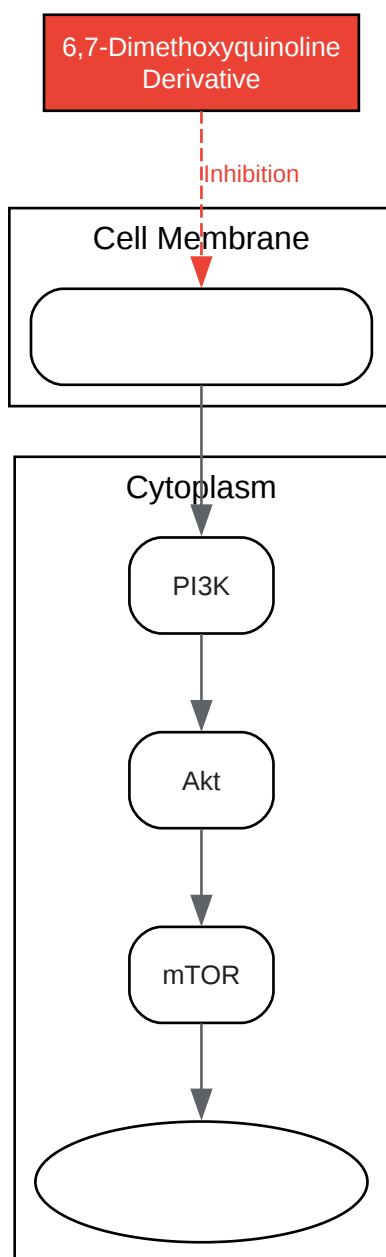 6,7-Dimethoxyquinoline
Derivative
Inhibition
Cell Membrane
Cytoplasm
PI3K
Akt
mTOR